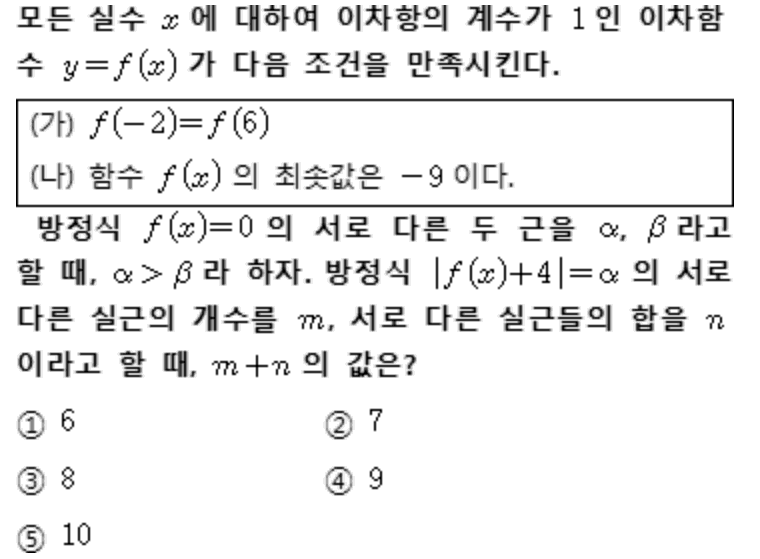 모든 실수 x 에 대하여 이차항의 계수가 1 인 이차함
수 y=f(x) 가 다음 조건을 만족시킨다.
(가) f(-2)=f(6)
(나) 함수 f(x) 의 최솟값은 -9 이다.
방정식 f(x)=0 의 서로 다른 두 근을 α, β 라고
할 때, α>β 라 하자. 방정식 |f(x)+4|=α 의 서로
다른 실근의 개수를 m, 서로 다른 실근들의 합을 n
이라고 할 때, m+n 의 값은?
① 6 ② 7
③ 8 ④ 9
⑤ 10